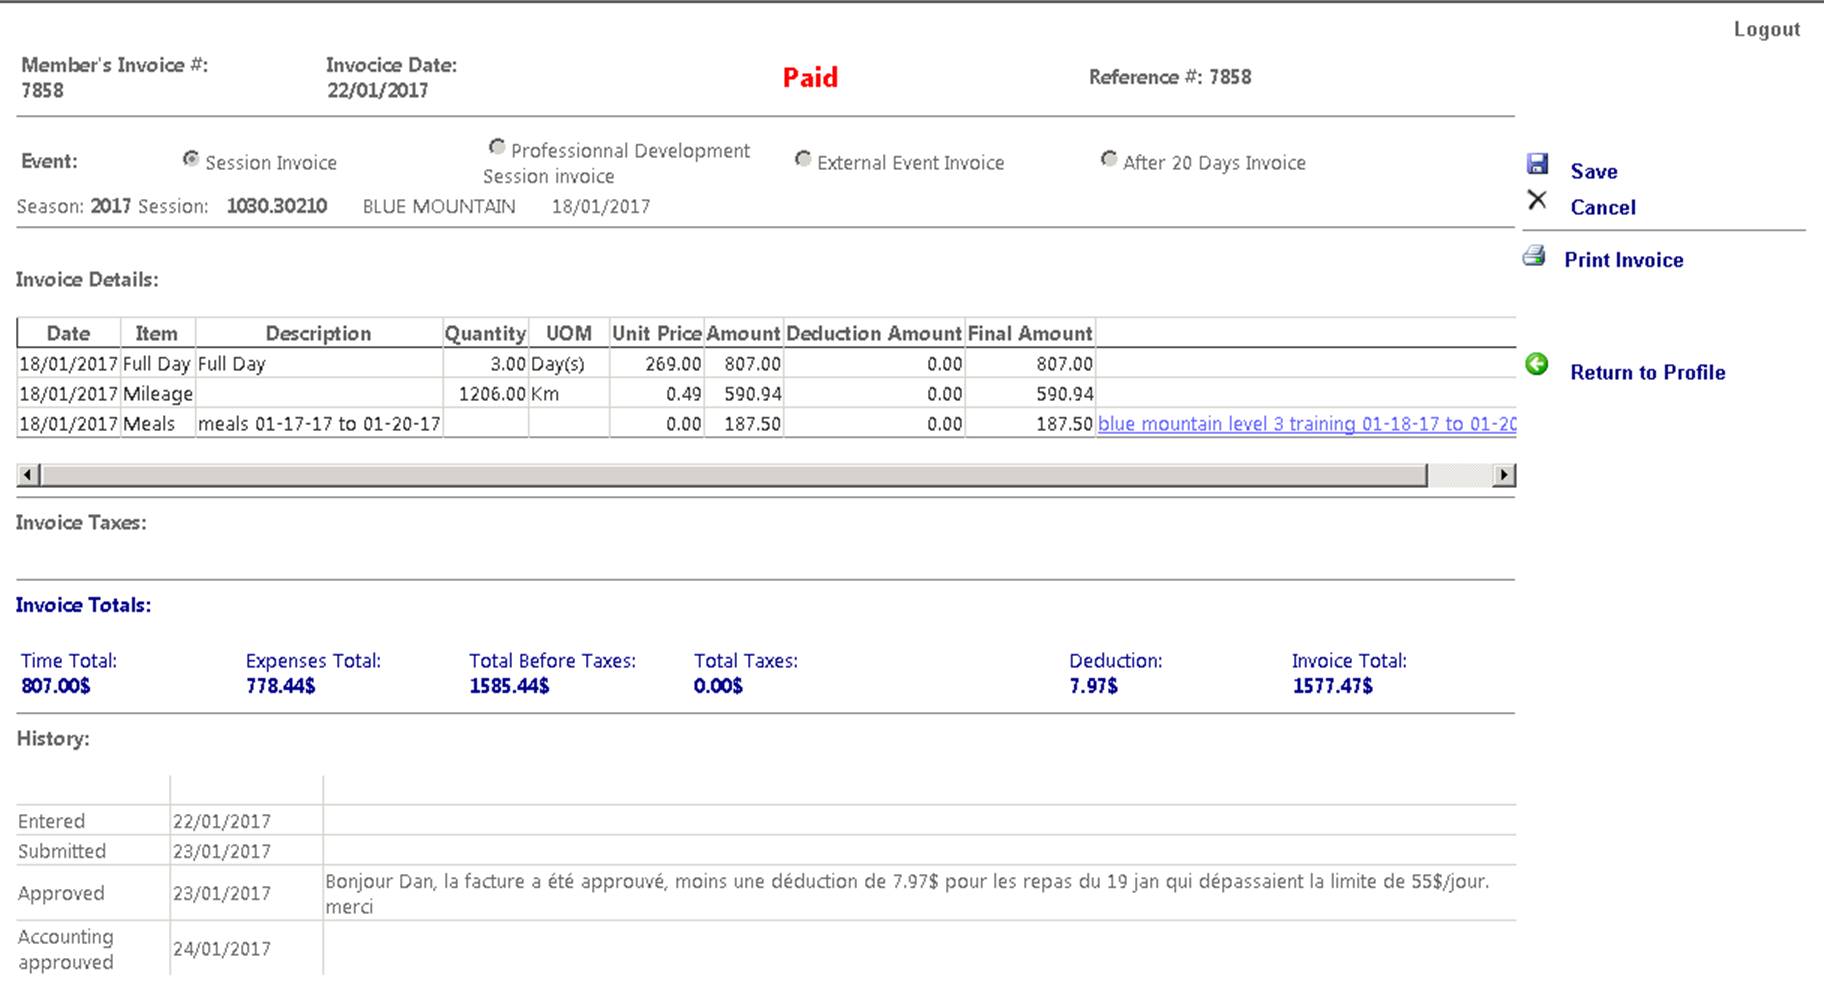 Logout
Member's Invoice #:
7858
Invocice Date:
22/01/2017
Paid
Reference #: 7858
Event:
Session Invoice
Professionnal Development
Session invoice
External Event Invoice
After 20 Days Invoice
Save
Cancel
Season: 2017 Session: 1030.30210 BLUE MOUNTAIN 18/01/2017
Print Invoice
Invoice Details:
Date Item Description Quantity UOM Unit Price Amount Deduction Amount Final Amount
18/01/2017 Full Day Full Day 3.00 Day(s) 269.00 807.00 0.00 807.00
Return to Profile
18/01/2017 Mileage 1206.00 Km 0.49 590.94 0.00 590.94
18/01/2017 Meals meals 01-17-17 to 01-20-17 0.00 187.50 0.00 187.50 blue mountain level 3 training 01-18-17 to 01-20
Invoice Taxes:
Invoice Totals:
Time Total: Expenses Total: Total Before Taxes: Total Taxes: Deduction: Invoice Total:
807.00$ 778.44$ 1585.44$ 0.00$ 7.97$ 1577.47$
History:
Entered 22/01/2017
Submitted 23/01/2017
Approved 23/01/2017 Bonjour Dan, la facture a été approuvé, moins une déduction de 7.97$ pour les repas du 19 jan qui dépassaient la limite de 55$/jour.
merci
Accounting
approuved
24/01/2017